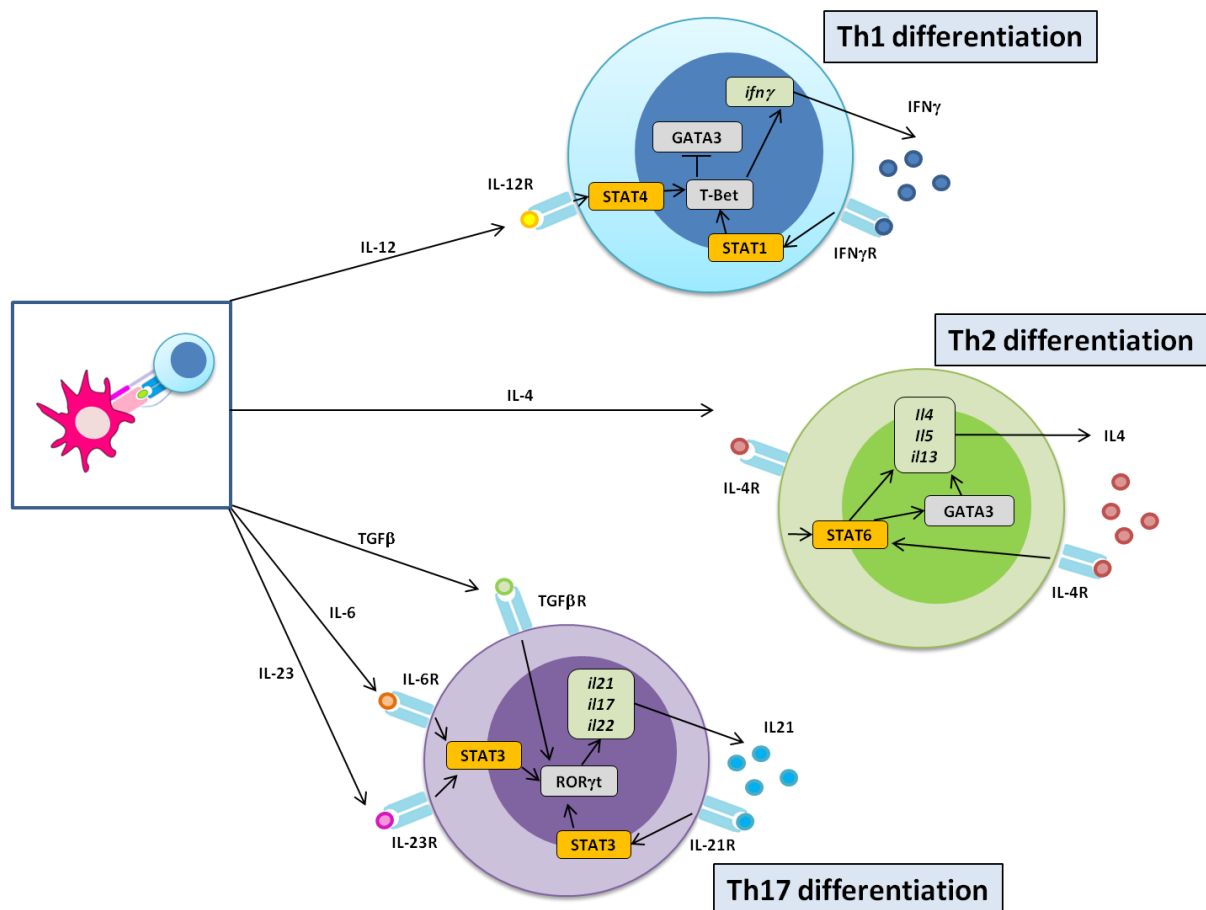 Th1 differentiation
ifnγ
IFNγ
GATA3
IL-12R
STAT4
T-Bet
STAT1
IFNγR
IL-12
Th2 differentiation
IL-4
Il4
Il5
il13
IL4
IL-4R
GATA3
STAT6
IL-4R
TGFβ
TGFβR
IL-6
IL-23
IL-6R
il21
il17
il22
IL21
STAT3
RORγt
STAT3
IL-23R
IL-21R
Th17 differentiation